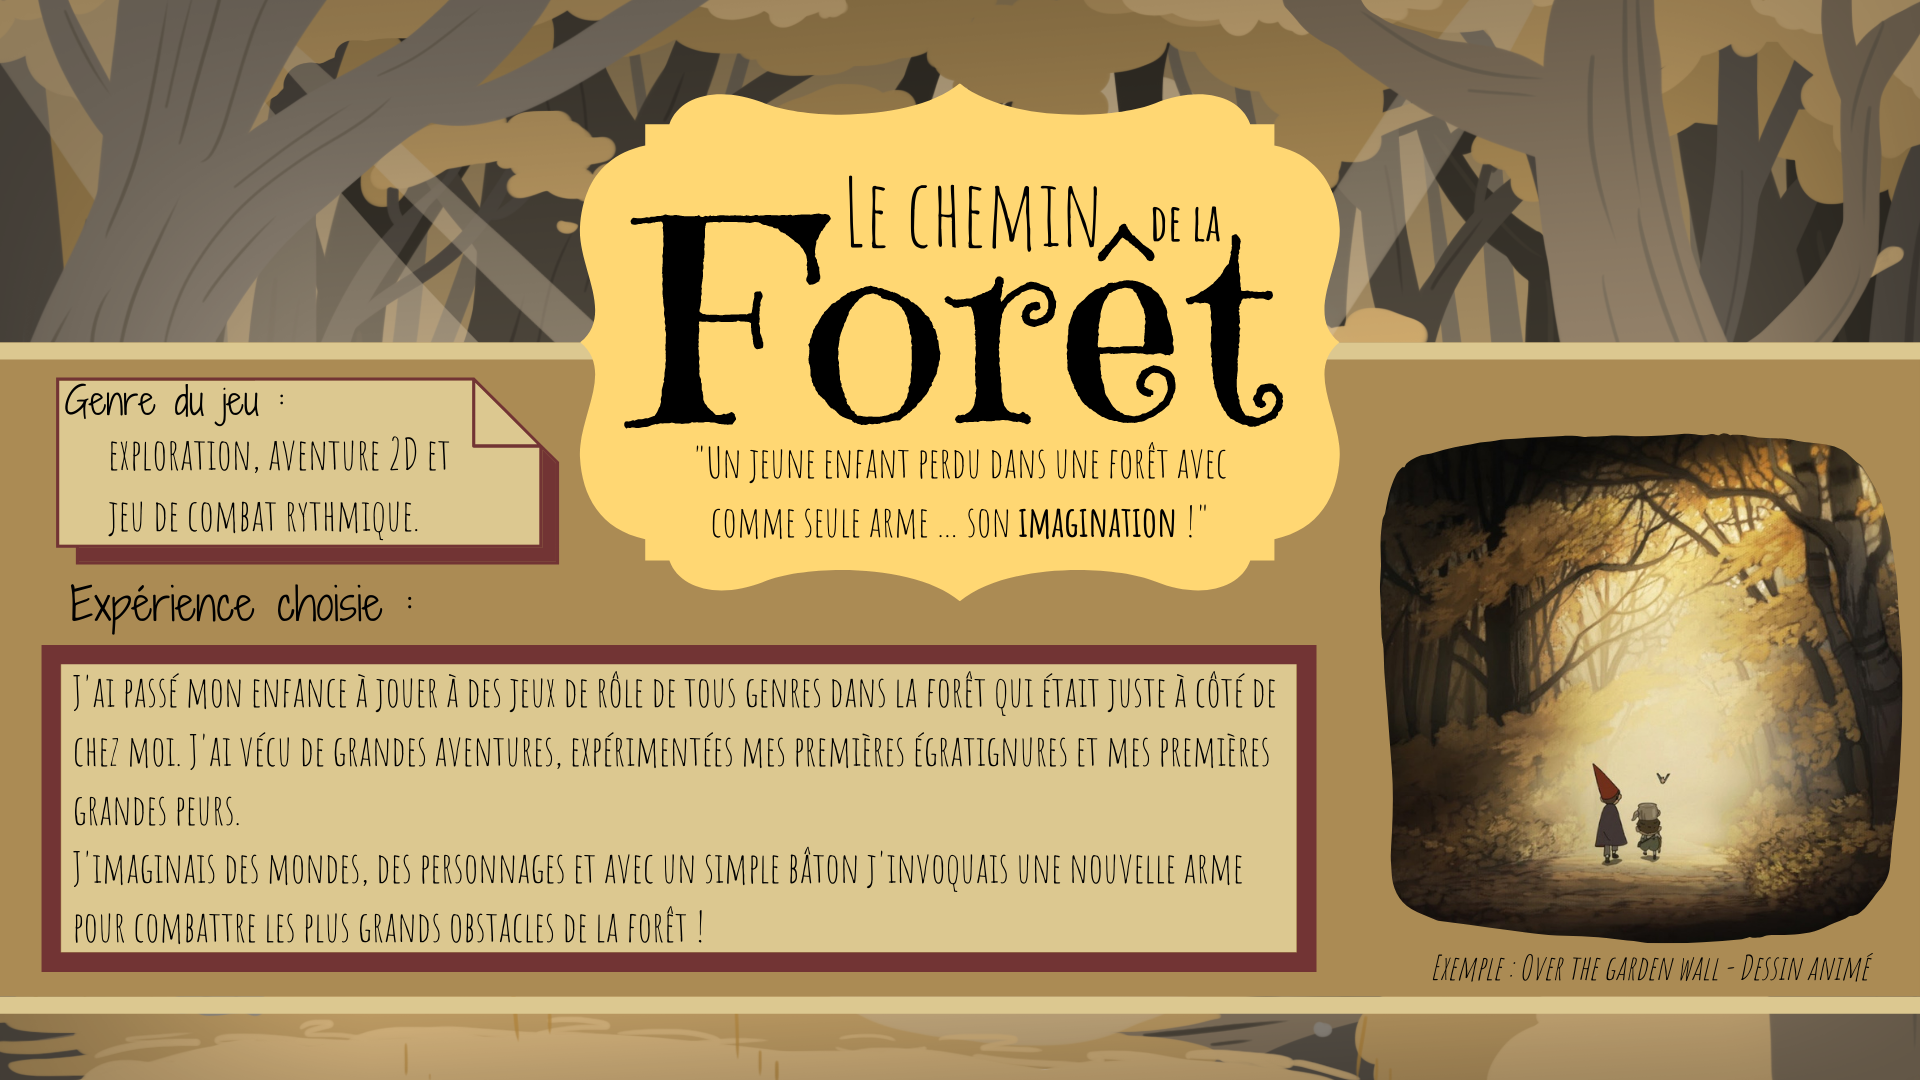 Le chemin de la
Forêt
"Un jeune enfant perdu dans une forêt avec
comme seule arme ... son imagination !"
Genre du jeu :
exploration, aventure 2D et
jeu de combat rythmique.
Expérience choisie :
J'ai passé mon enfance à jouer à des jeux de rôle de tous genres dans la forêt qui était juste à côté de
chez moi. J'ai vécu de grandes aventures, expérimentées mes premières égratignures et mes premières
grandes peurs.
J'imaginais des mondes, des personnages et avec un simple bâton j'invoquais une nouvelle arme
pour combattre les plus grands obstacles de la forêt !
Exemple : Over the garden wall - Dessin animé